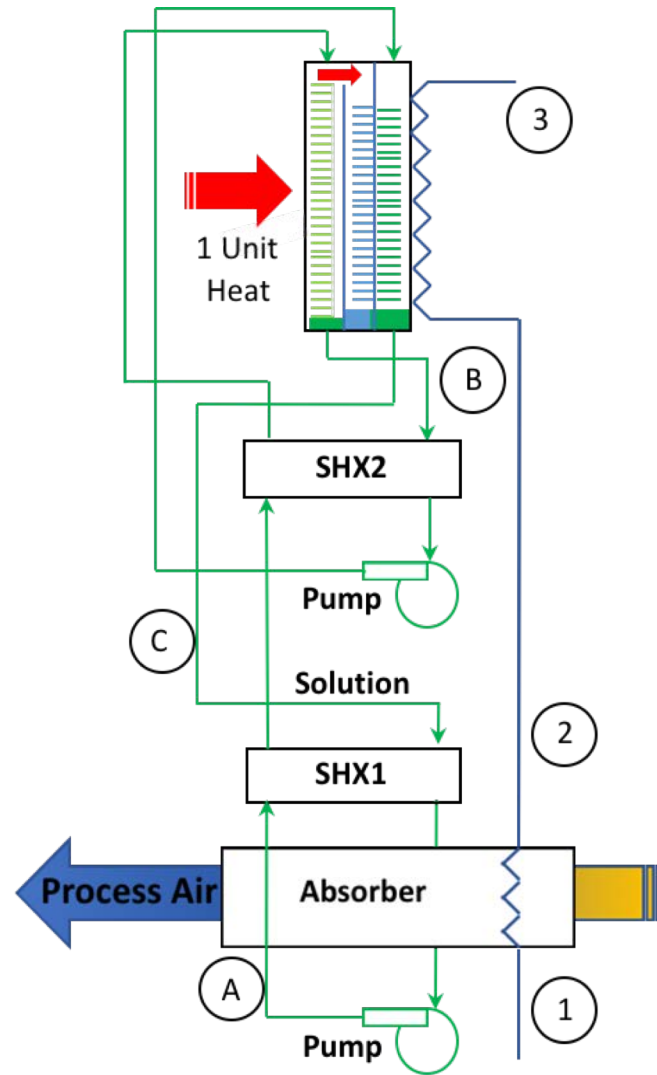 3
1 Unit
Heat
B
SHX2
Pump
C
Solution
2
SHX1
Process Air
Absorber
A
1
Pump